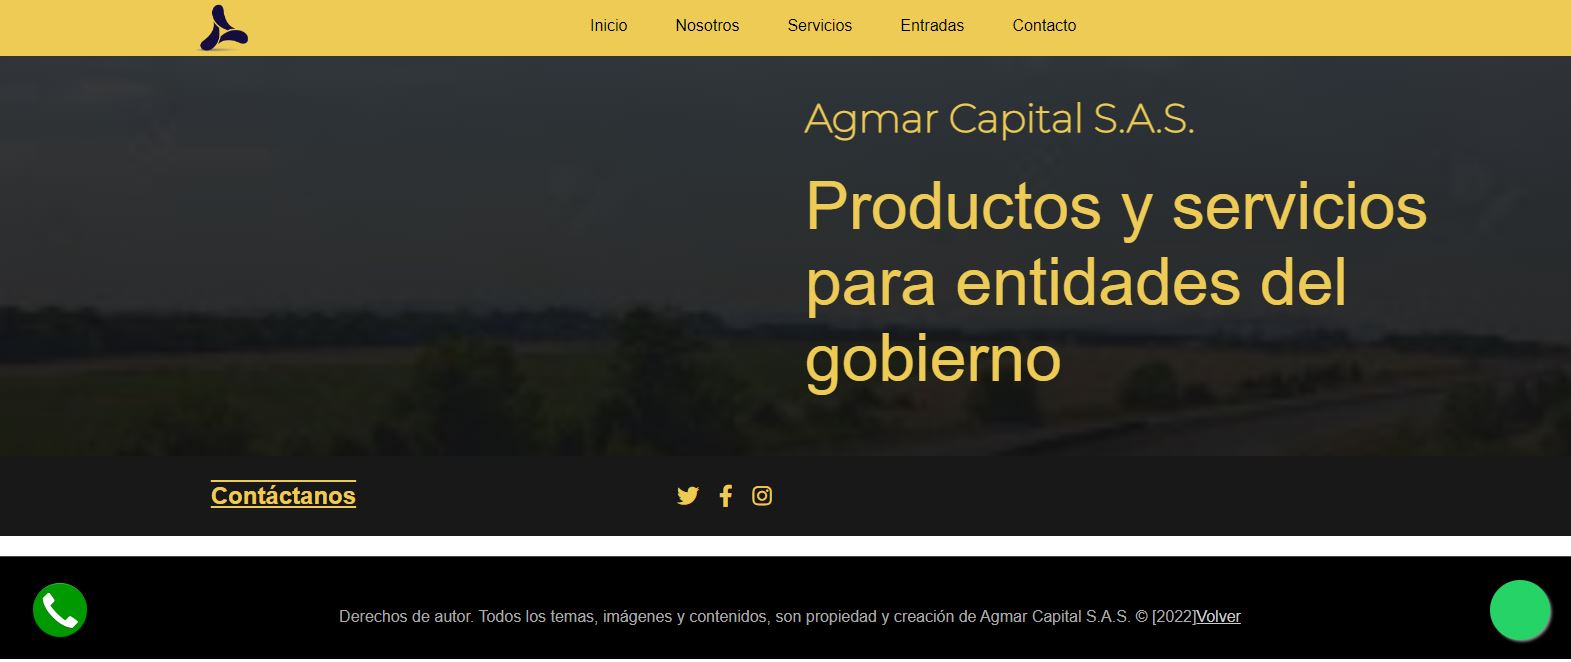 Inicio Nosotros Servicios Entradas Contacto
Agmar Capital S.A.S.
Productos y servicios
para entidades del
gobierno
Contáctanos
Derechos de autor. Todos los temas, imágenes y contenidos, son propiedad y creación de Agmar Capital S.A.S. © [2022]Volver